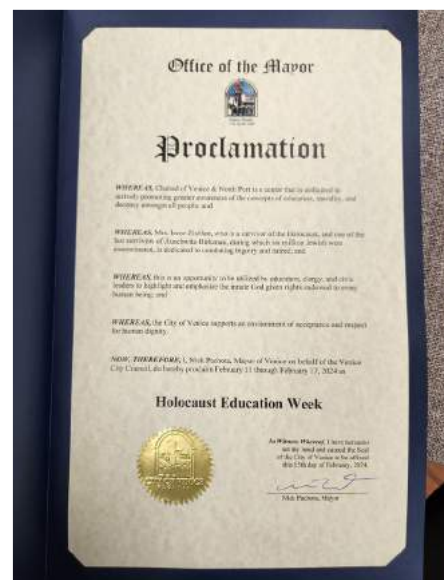 Office of the Mayor
Proclamation
WHEREAS, Chabad of Venice & North Port is a center that is dedicated to
actively promoting greater awareness of the concepts of education, morality, and
decency amongst all people; and
WHEREAS, Mrs. who is a survivor of the Holocaust, and one of the
last survivors of Auschwitz Birkenau, during which six million Jewish were
is dedicated to combating bigotry and hatred; and
WHEREAS, this is an opportunity to be utilized by educators, clergy, and civic
leaders to highlight and emphasize the innate God given rights endowed to every
human being; and
WHEREAS, the City of Venice supports an environment of acceptance and respect
for human dignity.
NOW, THEREFORE, I, Nick Pachota, Mayor of Venice on behalf of the Venice
City Council, do hereby proclaim February 11 through February 17, 2024 as
Holocaust Education Week
As Witness Whereof, I have hereunto
set my hand and caused the Seal
of the City of Venice to be affixed
this 13th day of February, 2024.
Nick Pachota, Mayor